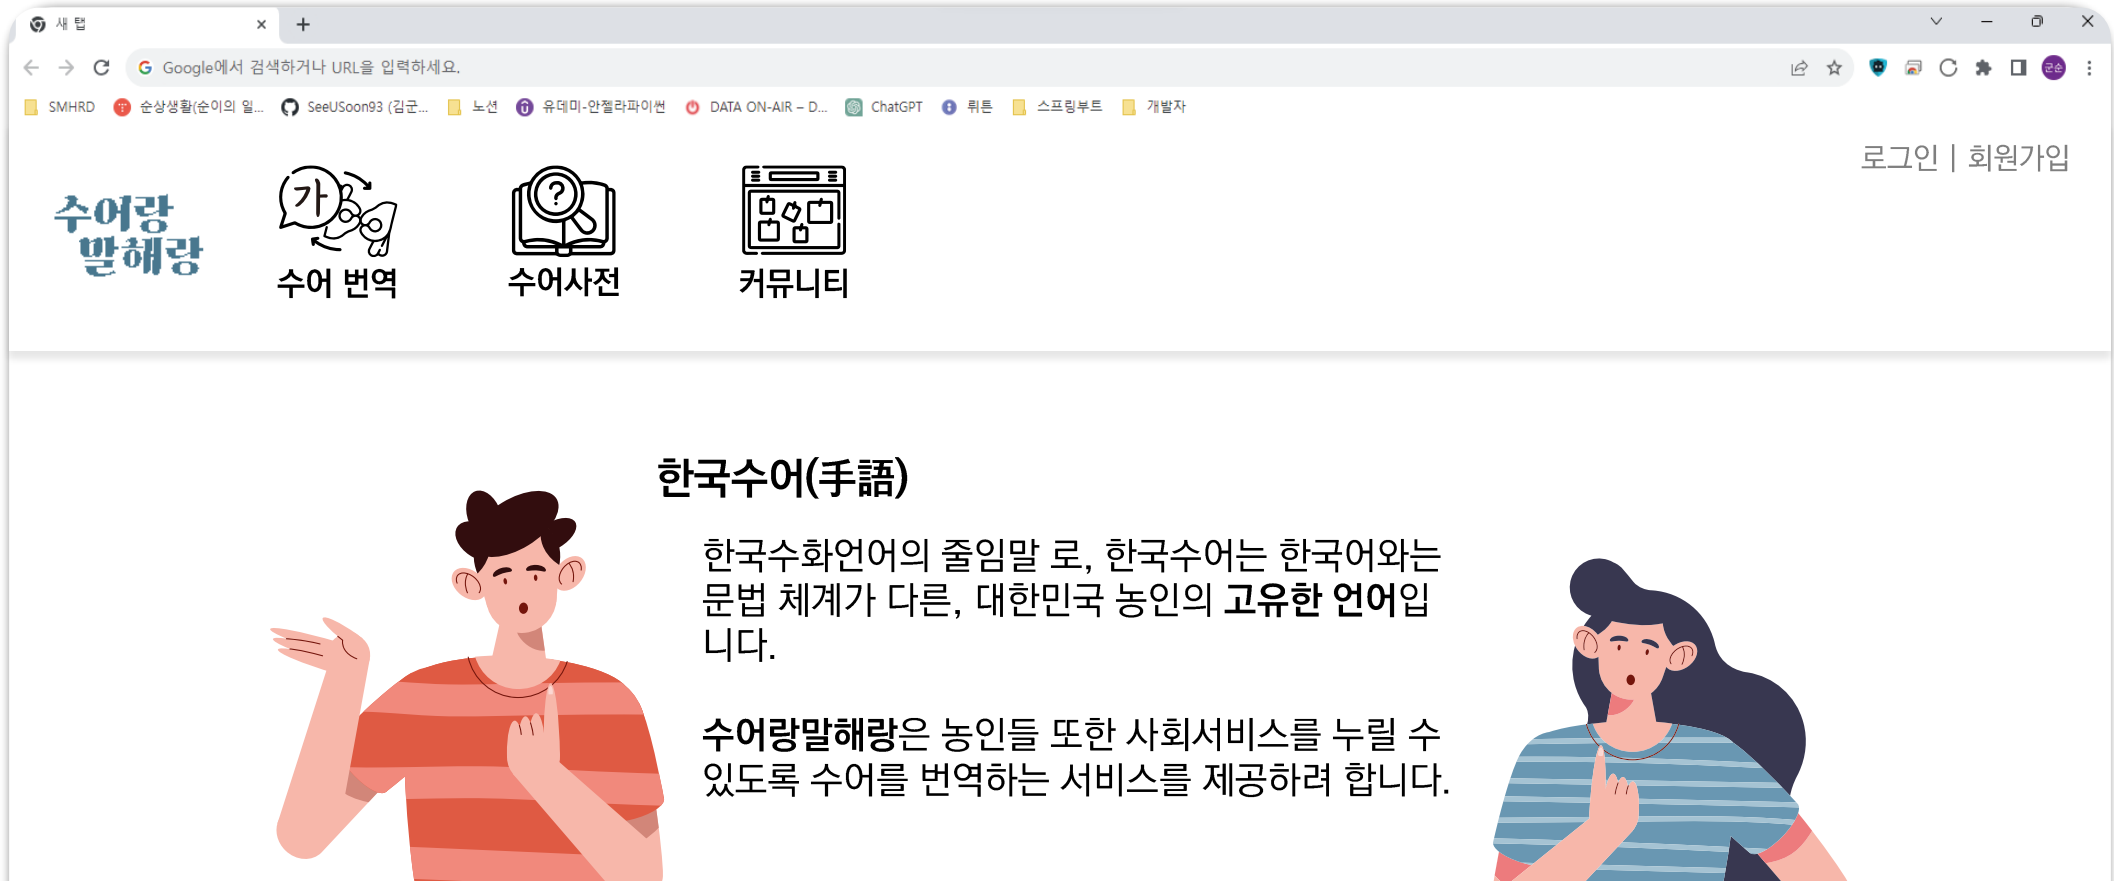 새 탭
Google에서 검색하거나 URL을 입력하세요.
군순
SMHRD 순상생활(순이의 일... SeeUSoon93 (김군... 노션 유데미-안젤라파이썬 DATA ON-AIR – D... ChatGPT 뤼튼 스프링부트 개발자
로그인 | 회원가입
수어랑
말해랑
가
?
수어 번역 수어사전 커뮤니티
한국수어(手語)
한국수화언어의 줄임말 로, 한국수어는 한국어와는
문법 체계가 다른, 대한민국 농인의 고유한 언어입
니다.
수어랑말해랑은 농인들 또한 사회서비스를 누릴 수
있도록 수어를 번역하는 서비스를 제공하려 합니다.